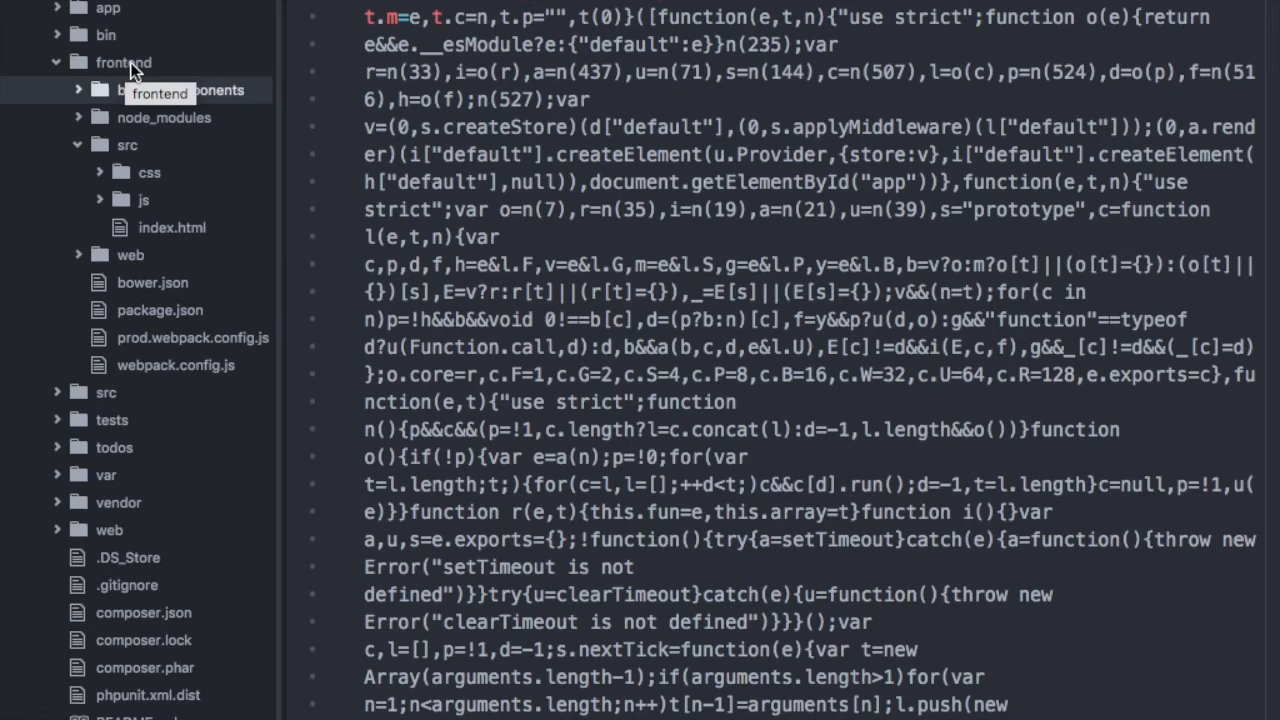 app
bin
frontend
b
ponents
frontend
node_modules
src
css
js
index.html
web
bower.json
package.json
prod.webpack.config.js
webpack.config.js
src
tests
todos
var
vendor
web
.DS_Store
.gitignore
composer.json
composer.lock
composer.phar
phpunit.xml.dist
t.m=e,t.c=n,t.p="",t(0)}([function(e,t,n){"use strict";function o(e){return
e&&e.__esModule?e:{"default":e}}n(235);var
r=n(33),i=o(r),a=n(437),u=n(71),s=n(144),c=n(507),l=o(c),p=n(524),d=o(p),f=n(51
6),h=o(f);n(527);var
v=(0,s.createStore)(d["default"],(0,s.applyMiddleware)(l["default"]));(0,a.rend
er)(i["default"].createElement(u.Provider,{store:v},i["default"].createElement(
h["default"],null)),document.getElementById("app"))},function(e,t,n){"use
strict";var o=n(7),r=n(35),i=n(19),a=n(21),u=n(39),s="prototype",c=function
l(e,t,n){var
c,p,d,f,h=e&l.F,v=e&l.G,m=e&l.S,g=e&l.P,y=e&l.B,b=v?o:m?o[t]||(o[t]={}):(o[t]||
{})[s],E=v?r:r[t]||(r[t]={}),_=E[s]||(E[s]={});v&&(n=t);for(c in
n)p=!h&&b&&void 0!==b[c],d=(p?b:n)[c],f=y&&p?u(d,o):g&&"function"==typeof
d?u(Function.call,d):d,b&&a(b,c,d,e&l.U),E[c]!=d&&i(E,c,f),g&&_[c]!=d&&(_[c]=d)
};o.core=r,c.F=1,c.G=2,c.S=4,c.P=8,c.B=16,c.W=32,c.U=64,c.R=128,e.exports=c},fu
nction(e,t){"use strict";function
n(){p&&c&&(p=!1,c.length?l=c.concat(l):d=-1,l.length&&o())}function
o(){if(!p){var e=a(n);p=!0;for(var
t=l.length;t;){for(c=l,l=[];++d<t;)c&&c[d].run();d=-1,t=l.length}c=null,p=!1,u(
e)}}function r(e,t){this.fun=e,this.array=t}function i(){}var
a,u,s=e.exports={};!function(){try{a=setTimeout}catch(e){a=function(){throw new
Error("setTimeout is not
defined")}}try{u=clearTimeout}catch(e){u=function(){throw new
Error("clearTimeout is not defined")}}}();var
c,l=[],p=!1,d=-1;s.nextTick=function(e){var t=new
Array(arguments.length-1);if(arguments.length>1)for(var
n=1;n<arguments.length;n++)t[n-1]=arguments[n];l.push(new